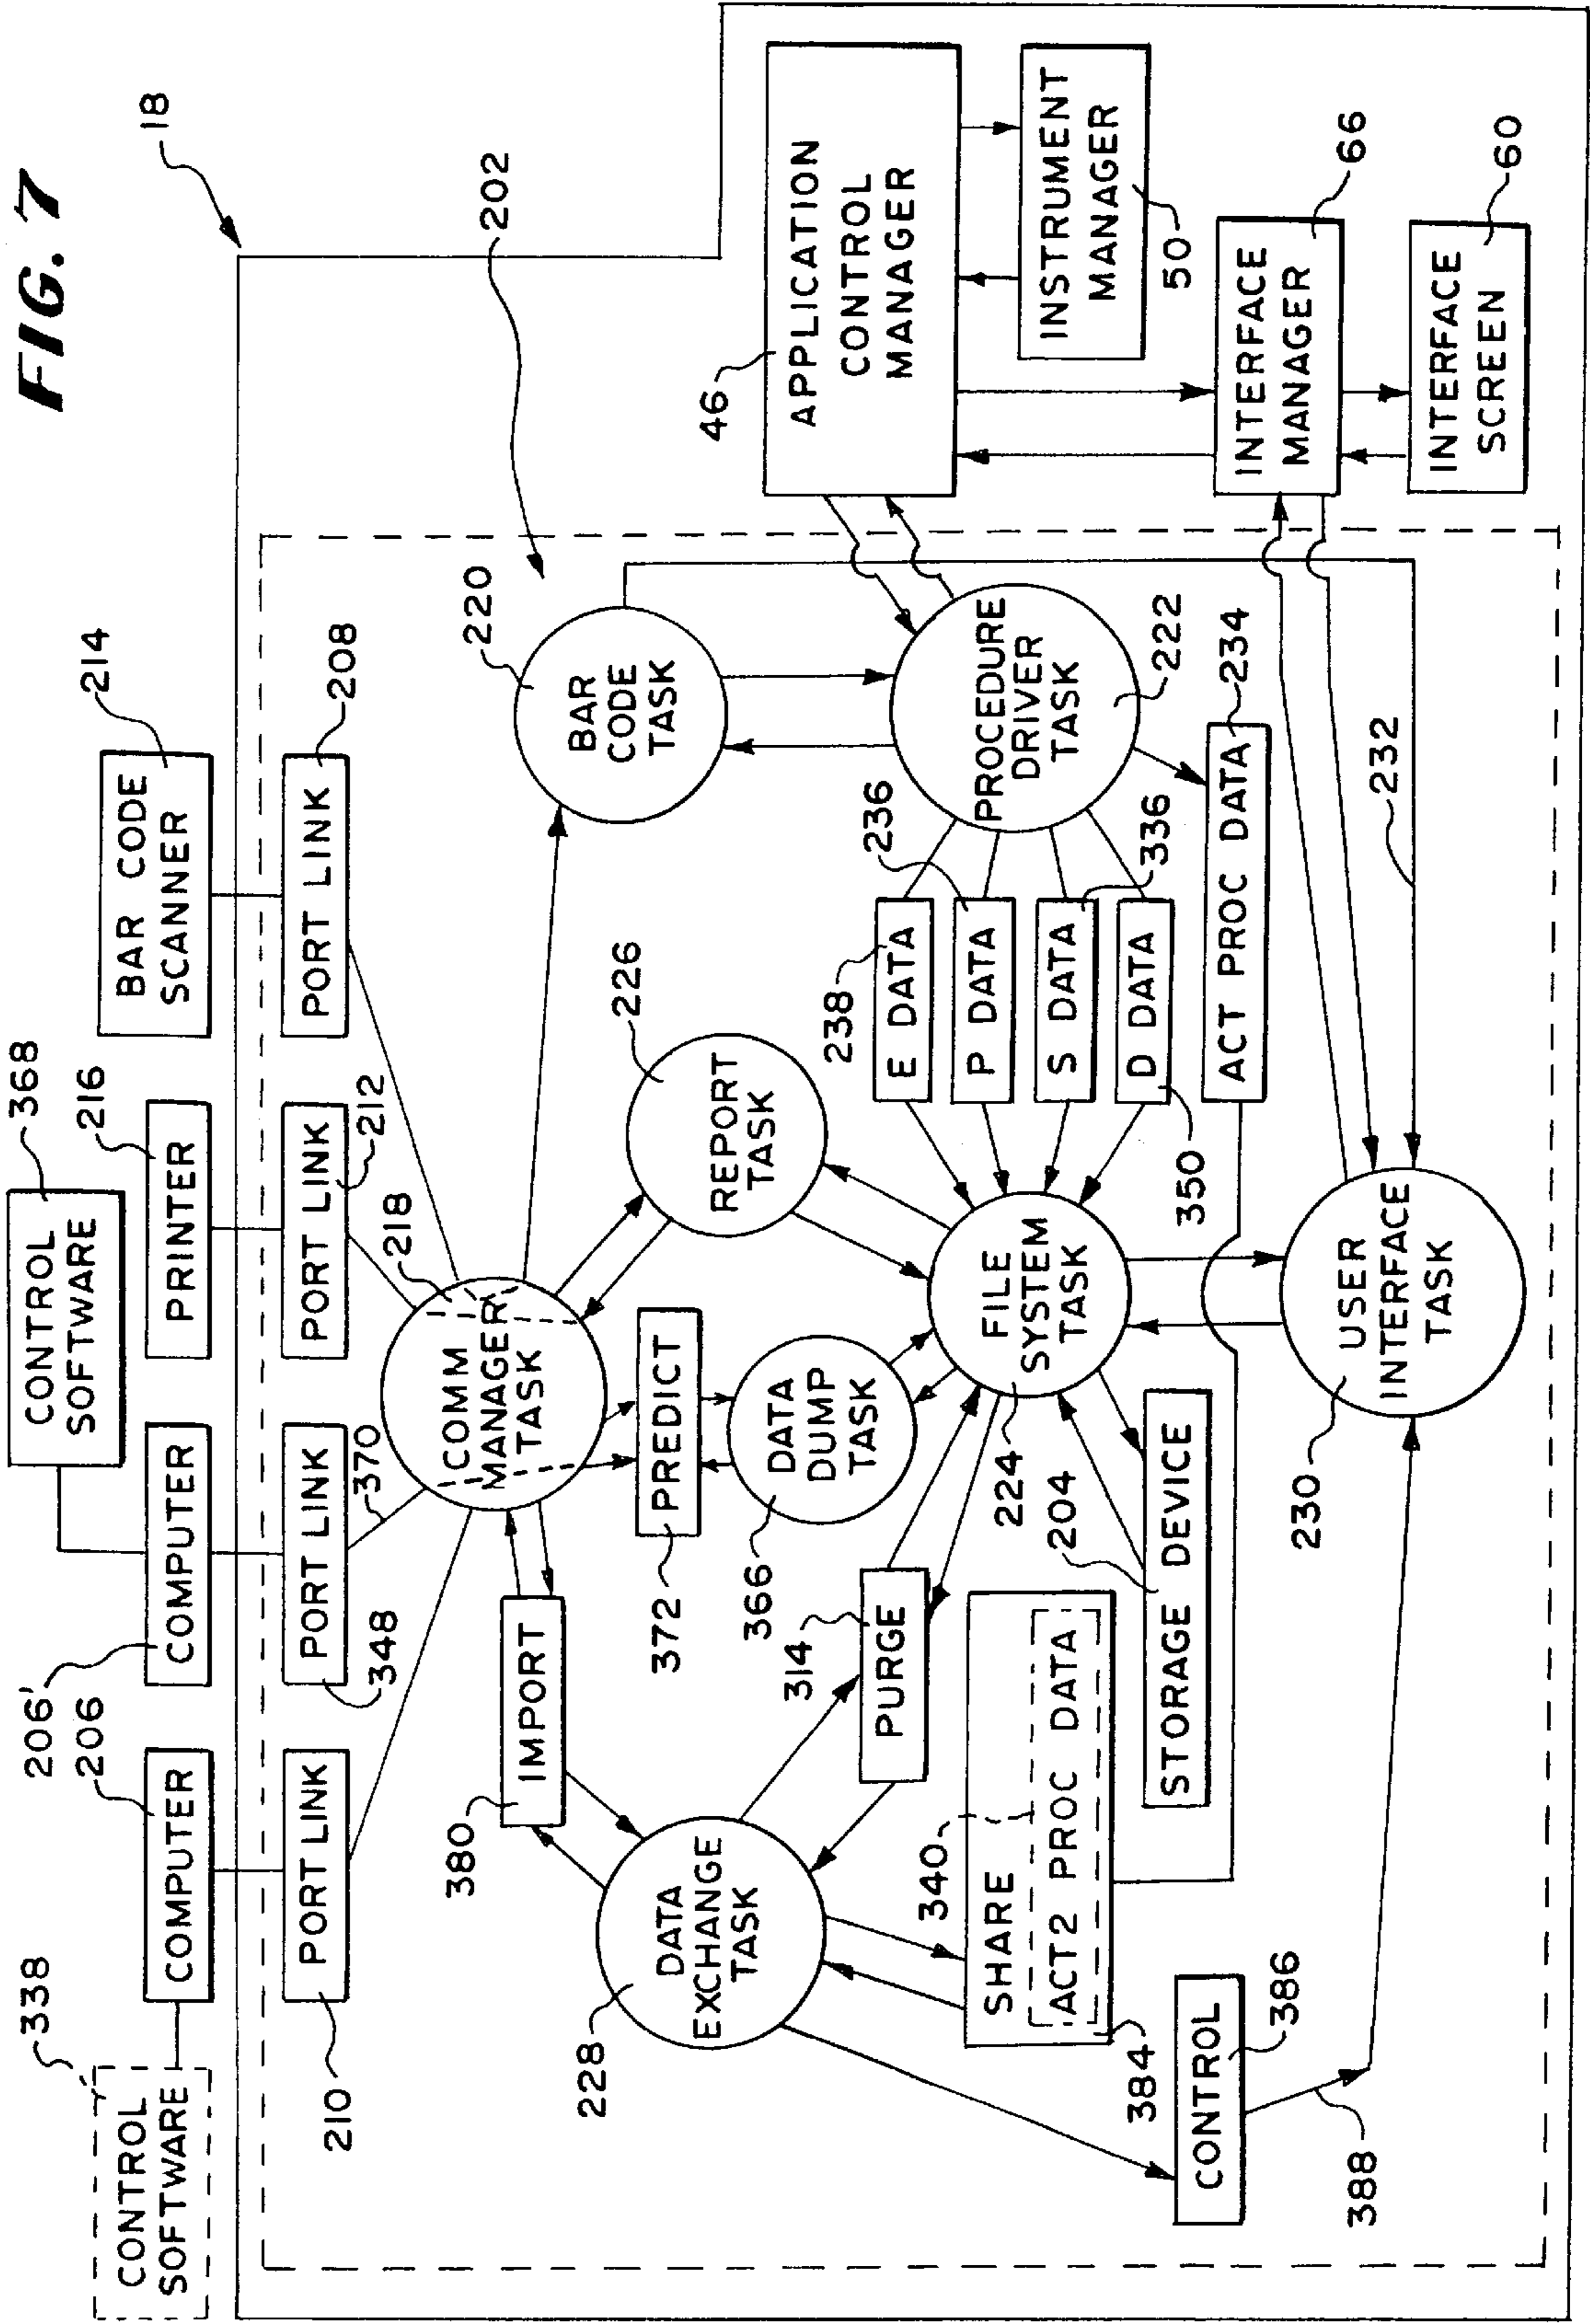 FIG. 7
18
368
CONTROL
SOFTWARE
338
CONTROL
SOFTWARE
206
COMPUTER
206'
COMPUTER
216
PRINTER
214
BAR CODE
SCANNER
210
PORT LINK
348
PORT LINK
370
PORT LINK
212
PORT LINK
208
202
218
COMM
MANAGER
TASK
220
BAR
CODE
TASK
380
IMPORT
372
PREDICT
226
REPORT
TASK
46
APPLICATION
CONTROL
MANAGER
228
DATA
EXCHANGE
TASK
314
PURGE
366
DATA
DUMP
TASK
238
E DATA
236
P DATA
S DATA
336
D DATA
350
PROCEDURE
DRIVER
TASK
222
INSTRUMENT
MANAGER
50
224
FILE
SYSTEM
TASK
SHARE
340
ACT2 PROC DATA
384
204
STORAGE DEVICE
ACT PROC DATA
234
INTERFACE
MANAGER
66
CONTROL
386
388
230
USER
INTERFACE
TASK
232
INTERFACE
SCREEN
60